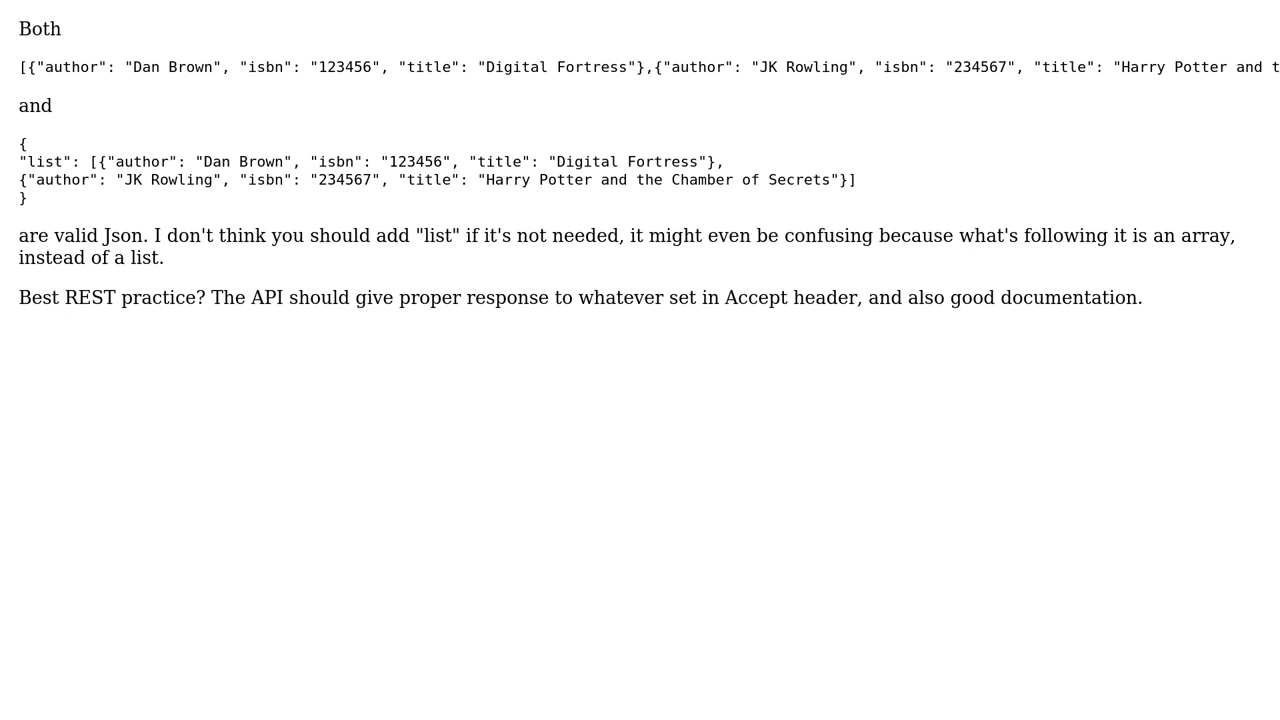 Both
[{"author": "Dan Brown", "isbn": "123456", "title": "Digital Fortress"},{"author": "JK Rowling", "isbn": "234567", "title": "Harry Potter and t
and
{
"list": [{"author": "Dan Brown", "isbn": "123456", "title": "Digital Fortress"},
{"author": "JK Rowling", "isbn": "234567", "title": "Harry Potter and the Chamber of Secrets"}]
}
are valid Json. I don't think you should add "list" if it's not needed, it might even be confusing because what's following it is an array,
instead of a list.
Best REST practice? The API should give proper response to whatever set in Accept header, and also good documentation.